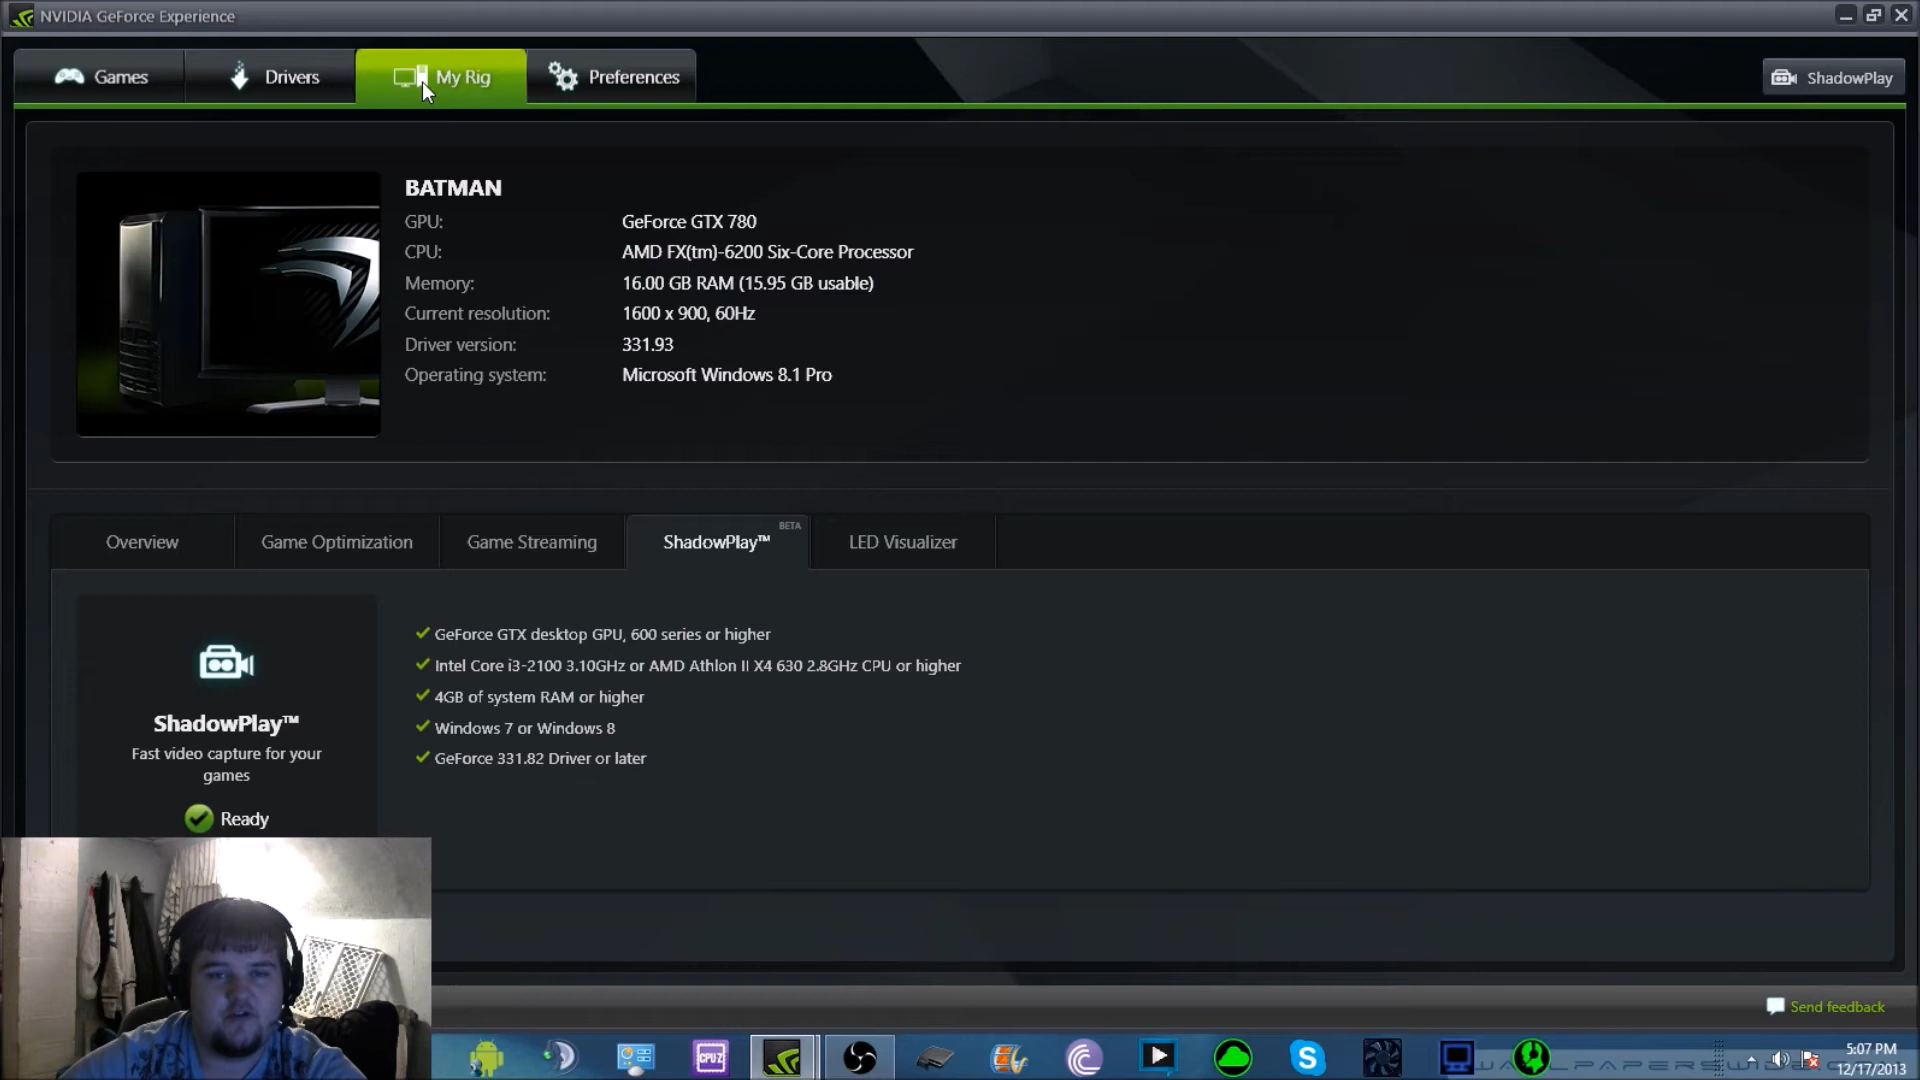 NVIDIA GeForce Experience
Games
Drivers
My Rig
Preferences
ShadowPlay
BATMAN
GPU: GeForce GTX 780
CPU: AMD FX(tm)-6200 Six-Core Processor
Memory: 16.00 GB RAM (15.95 GB usable)
Current resolution: 1600 x 900, 60Hz
Driver version: 331.93
Operating system: Microsoft Windows 8.1 Pro
Overview
Game Optimization
Game Streaming
ShadowPlay™ BETA
LED Visualizer
ShadowPlay™
Fast video capture for your
games
Ready
GeForce GTX desktop GPU, 600 series or higher
Intel Core i3-2100 3.10GHz or AMD Athlon II X4 630 2.8GHz CPU or higher
4GB of system RAM or higher
Windows 7 or Windows 8
GeForce 331.82 Driver or later
Send feedback
CPU-Z
5:07 PM
12/17/2013